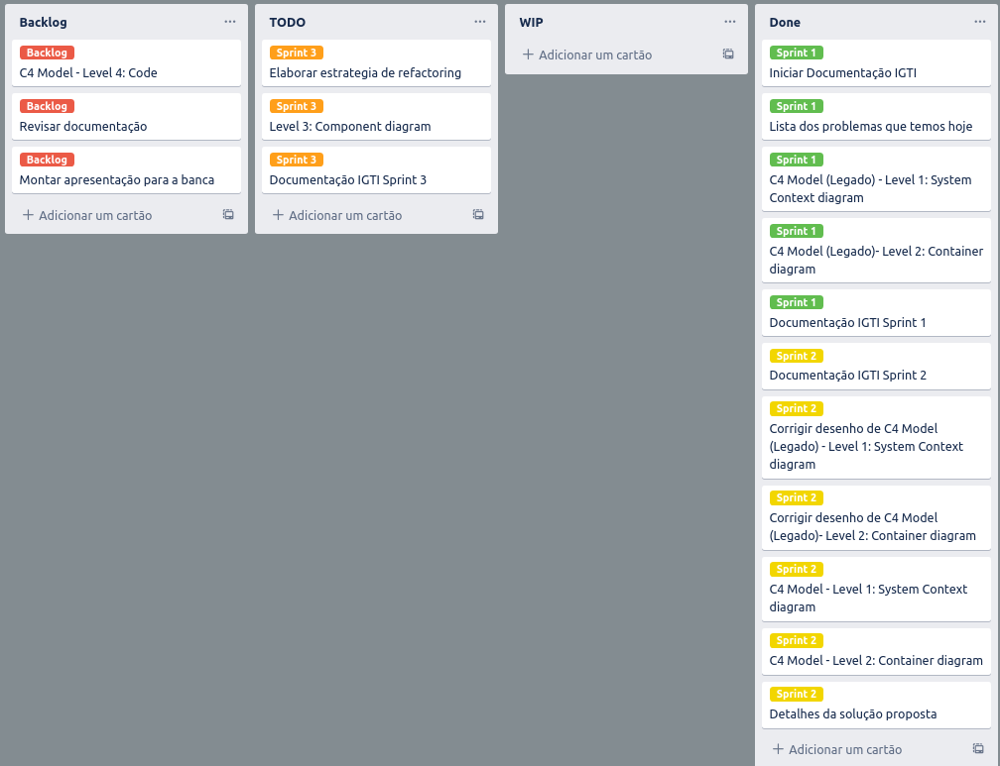 Backlog
Backlog
C4 Model - Level 4: Code
Backlog
Revisar documentação
Backlog
Montar apresentação para a banca
Adicionar um cartão
TODO
Sprint 3
Elaborar estrategia de refactoring
Sprint 3
Level 3: Component diagram
Sprint 3
Documentação IGTI Sprint 3
Adicionar um cartão
WIP
Adicionar um cartão
Done
Sprint 1
Iniciar Documentação IGTI
Sprint 1
Lista dos problemas que temos hoje
Sprint 1
C4 Model (Legado) - Level 1: System
Context diagram
Sprint 1
C4 Model (Legado)- Level 2: Container
diagram
Sprint 1
Documentação IGTI Sprint 1
Sprint 2
Documentação IGTI Sprint 2
Sprint 2
Corrigir desenho de C4 Model
(Legado) - Level 1: System Context
diagram
Sprint 2
Corrigir desenho de C4 Model
(Legado)- Level 2: Container diagram
Sprint 2
C4 Model - Level 1: System Context
diagram
Sprint 2
C4 Model - Level 2: Container diagram
Sprint 2
Detalhes da solução proposta
Adicionar um cartão